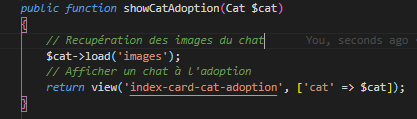 public function showCatAdoption(Cat $cat)
{
// Recupération des images du chat You, seconds ago
$cat->load('images');
// Afficher un chat à l'adoption
return view('index-card-cat-adoption', ['cat' => $cat]);
}